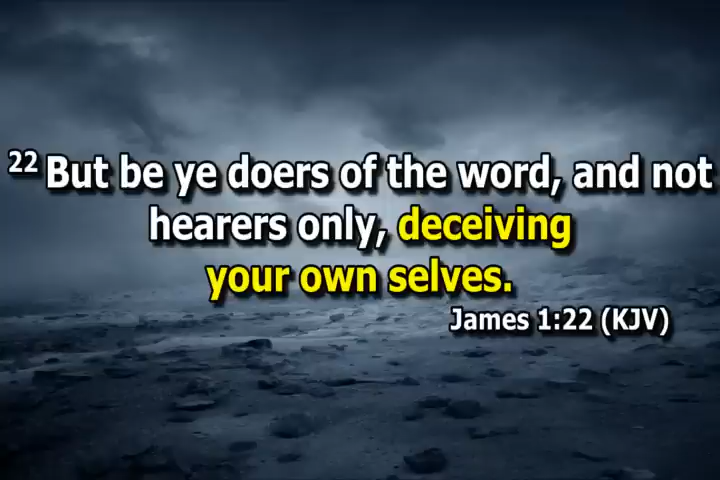 22 But be ye doers of the word, and not
hearers only, deceiving
your own selves.
James 1:22 (KJV)